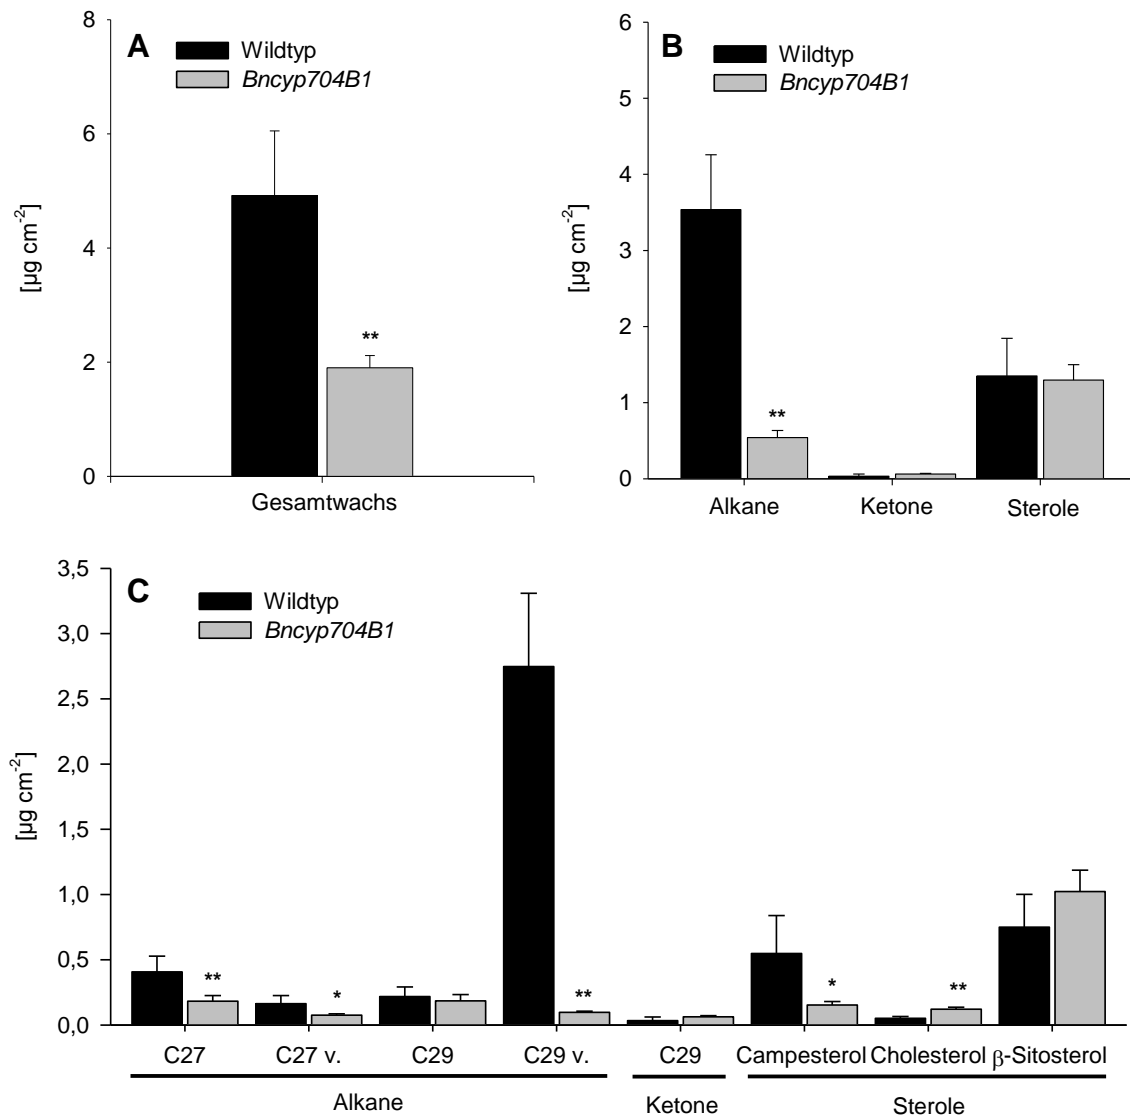 A
Wildtyp
Bncyp704B1
[µg cm-2]
8
6
4
2
0
**
Gesamtwachs
B
Wildtyp
Bncyp704B1
[µg cm-2]
6
5
4
3
2
1
0
**
Alkane Ketone Sterole
C
Wildtyp
Bncyp704B1
[µg cm-2]
3,5
3,0
2,5
2,0
1,5
1,0
0,5
0,0
** * ** * **
C27 C27 v. C29 C29 v. C29 Campesterol Cholesterol β-Sitosterol
Alkane Ketone Sterole